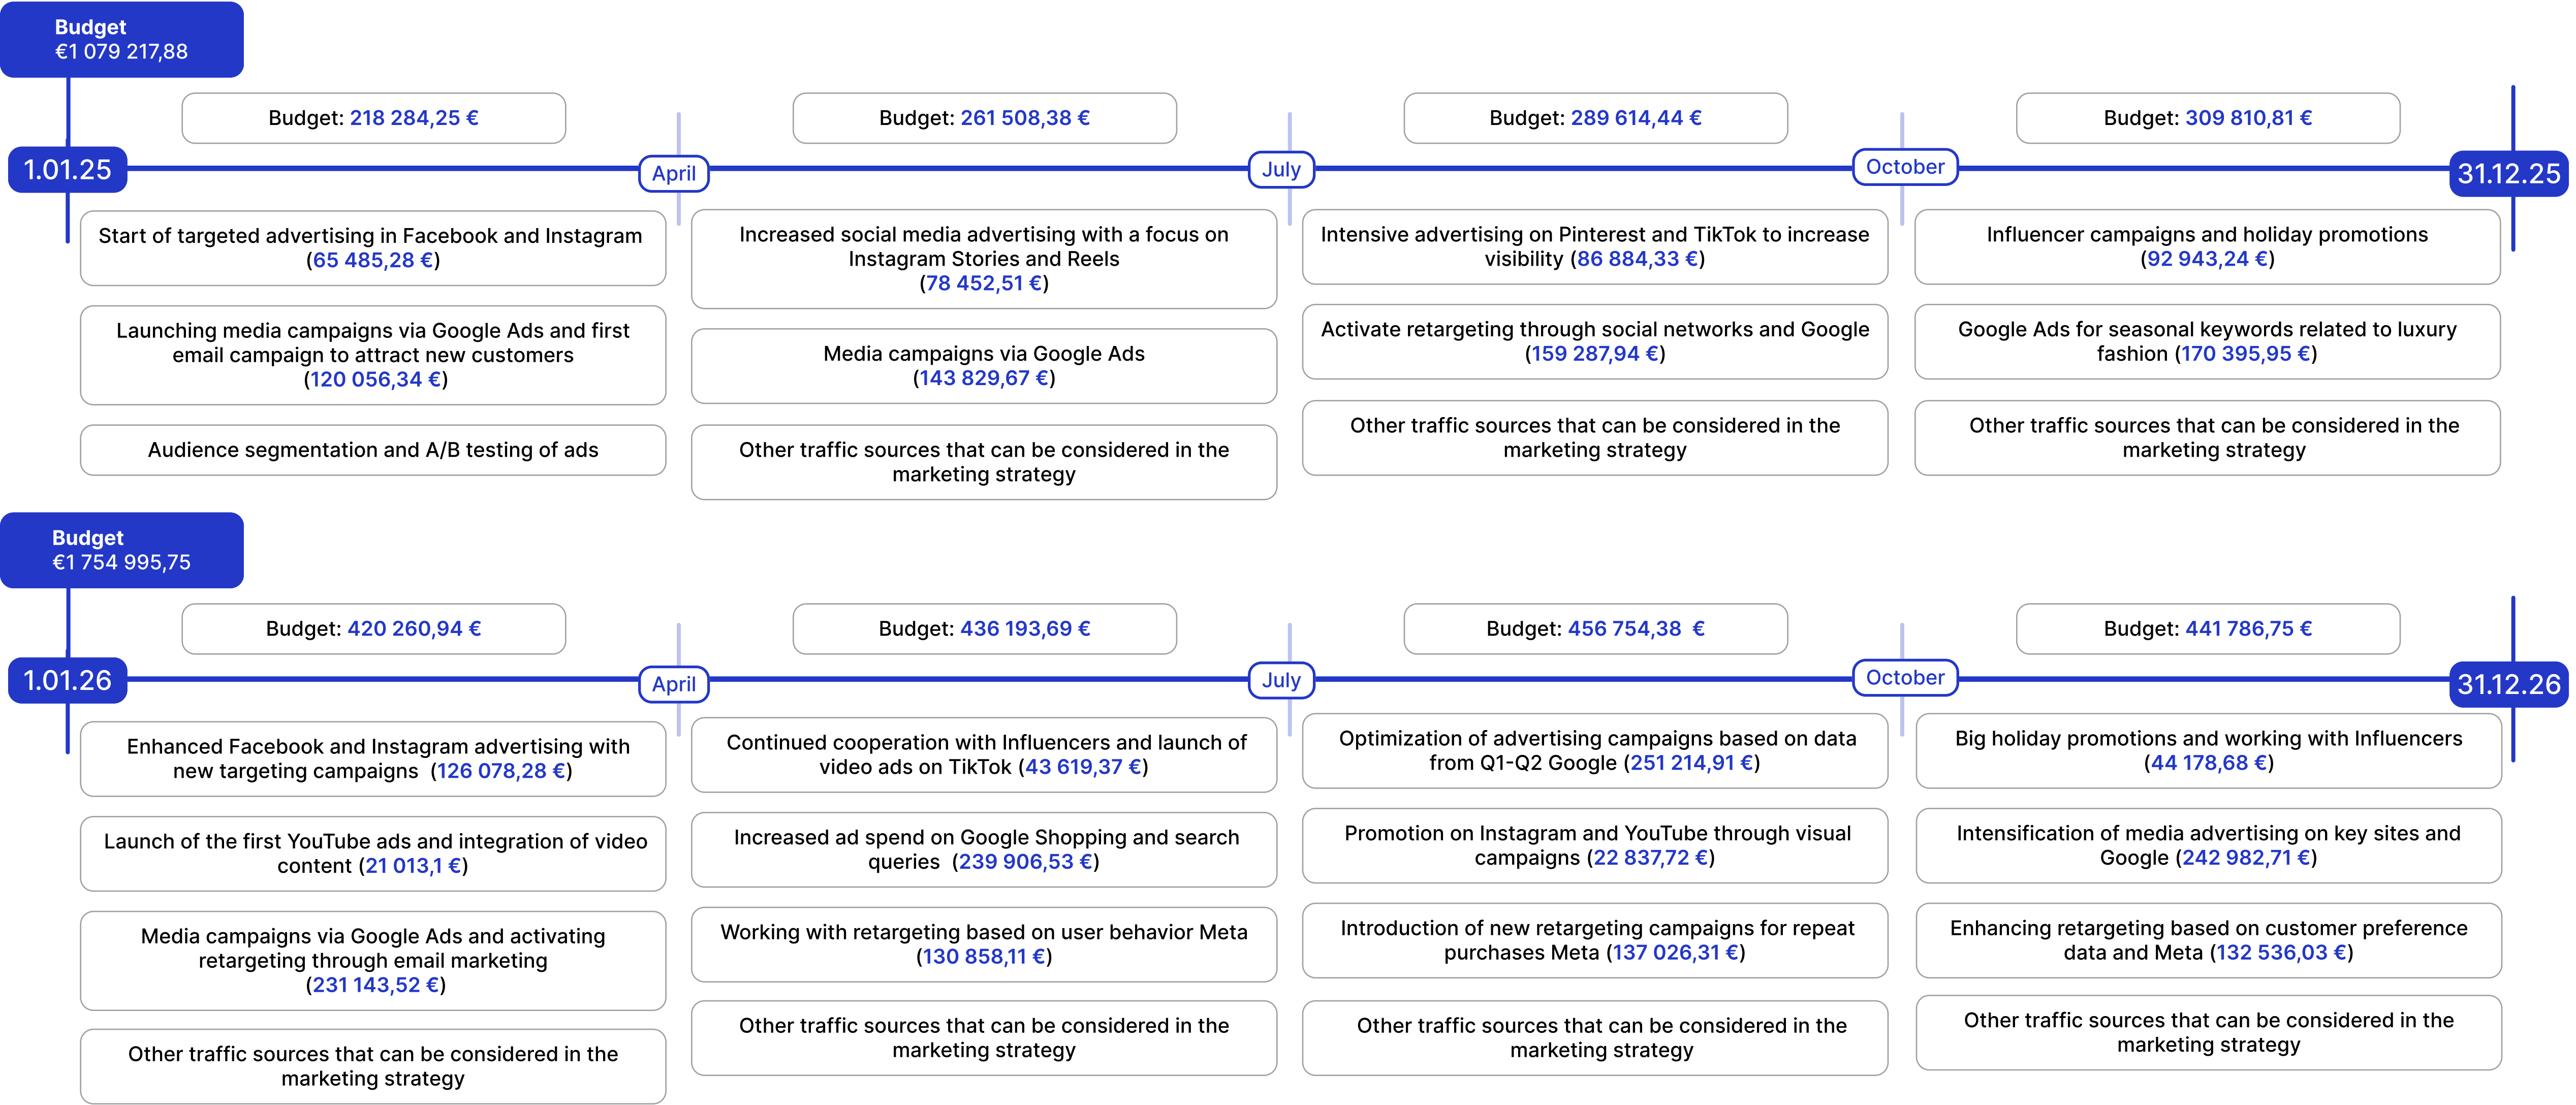 Budget
€1 079 217,88
Budget: 218 284,25 €
Budget: 261 508,38 €
Budget: 289 614,44 €
Budget: 309 810,81 €
1.01.25
April
July
October
31.12.25
Start of targeted advertising in Facebook and Instagram
(65 485,28 €)
Launching media campaigns via Google Ads and first
email campaign to attract new customers
(120 056,34 €)
Audience segmentation and A/B testing of ads
Increased social media advertising with a focus on
Instagram Stories and Reels
(78 452,51 €)
Media campaigns via Google Ads
(143 829,67 €)
Other traffic sources that can be considered in the
marketing strategy
Intensive advertising on Pinterest and TikTok to increase
visibility (86 884,33 €)
Activate retargeting through social networks and Google
(159 287,94 €)
Other traffic sources that can be considered in the
marketing strategy
Influencer campaigns and holiday promotions
(92 943,24 €)
Google Ads for seasonal keywords related to luxury
fashion (170 395,95 €)
Other traffic sources that can be considered in the
marketing strategy
Budget
€1 754 995,75
Budget: 420 260,94 €
Budget: 436 193,69 €
Budget: 456 754,38  €
Budget: 441 786,75 €
1.01.26
April
July
October
31.12.26
Enhanced Facebook and Instagram advertising with
new targeting campaigns  (126 078,28 €)
Launch of the first YouTube ads and integration of video
content (21 013,1 €)
Media campaigns via Google Ads and activating
retargeting through email marketing
(231 143,52 €)
Other traffic sources that can be considered in the
marketing strategy
Continued cooperation with Influencers and launch of
video ads on TikTok (43 619,37 €)
Increased ad spend on Google Shopping and search
queries  (239 906,53 €)
Working with retargeting based on user behavior Meta
(130 858,11 €)
Other traffic sources that can be considered in the
marketing strategy
Optimization of advertising campaigns based on data
from Q1-Q2 Google (251 214,91 €)
Promotion on Instagram and YouTube through visual
campaigns (22 837,72 €)
Introduction of new retargeting campaigns for repeat
purchases Meta (137 026,31 €)
Other traffic sources that can be considered in the
marketing strategy
Big holiday promotions and working with Influencers
(44 178,68 €)
Intensification of media advertising on key sites and
Google (242 982,71 €)
Enhancing retargeting based on customer preference
data and Meta (132 536,03 €)
Other traffic sources that can be considered in the
marketing strategy